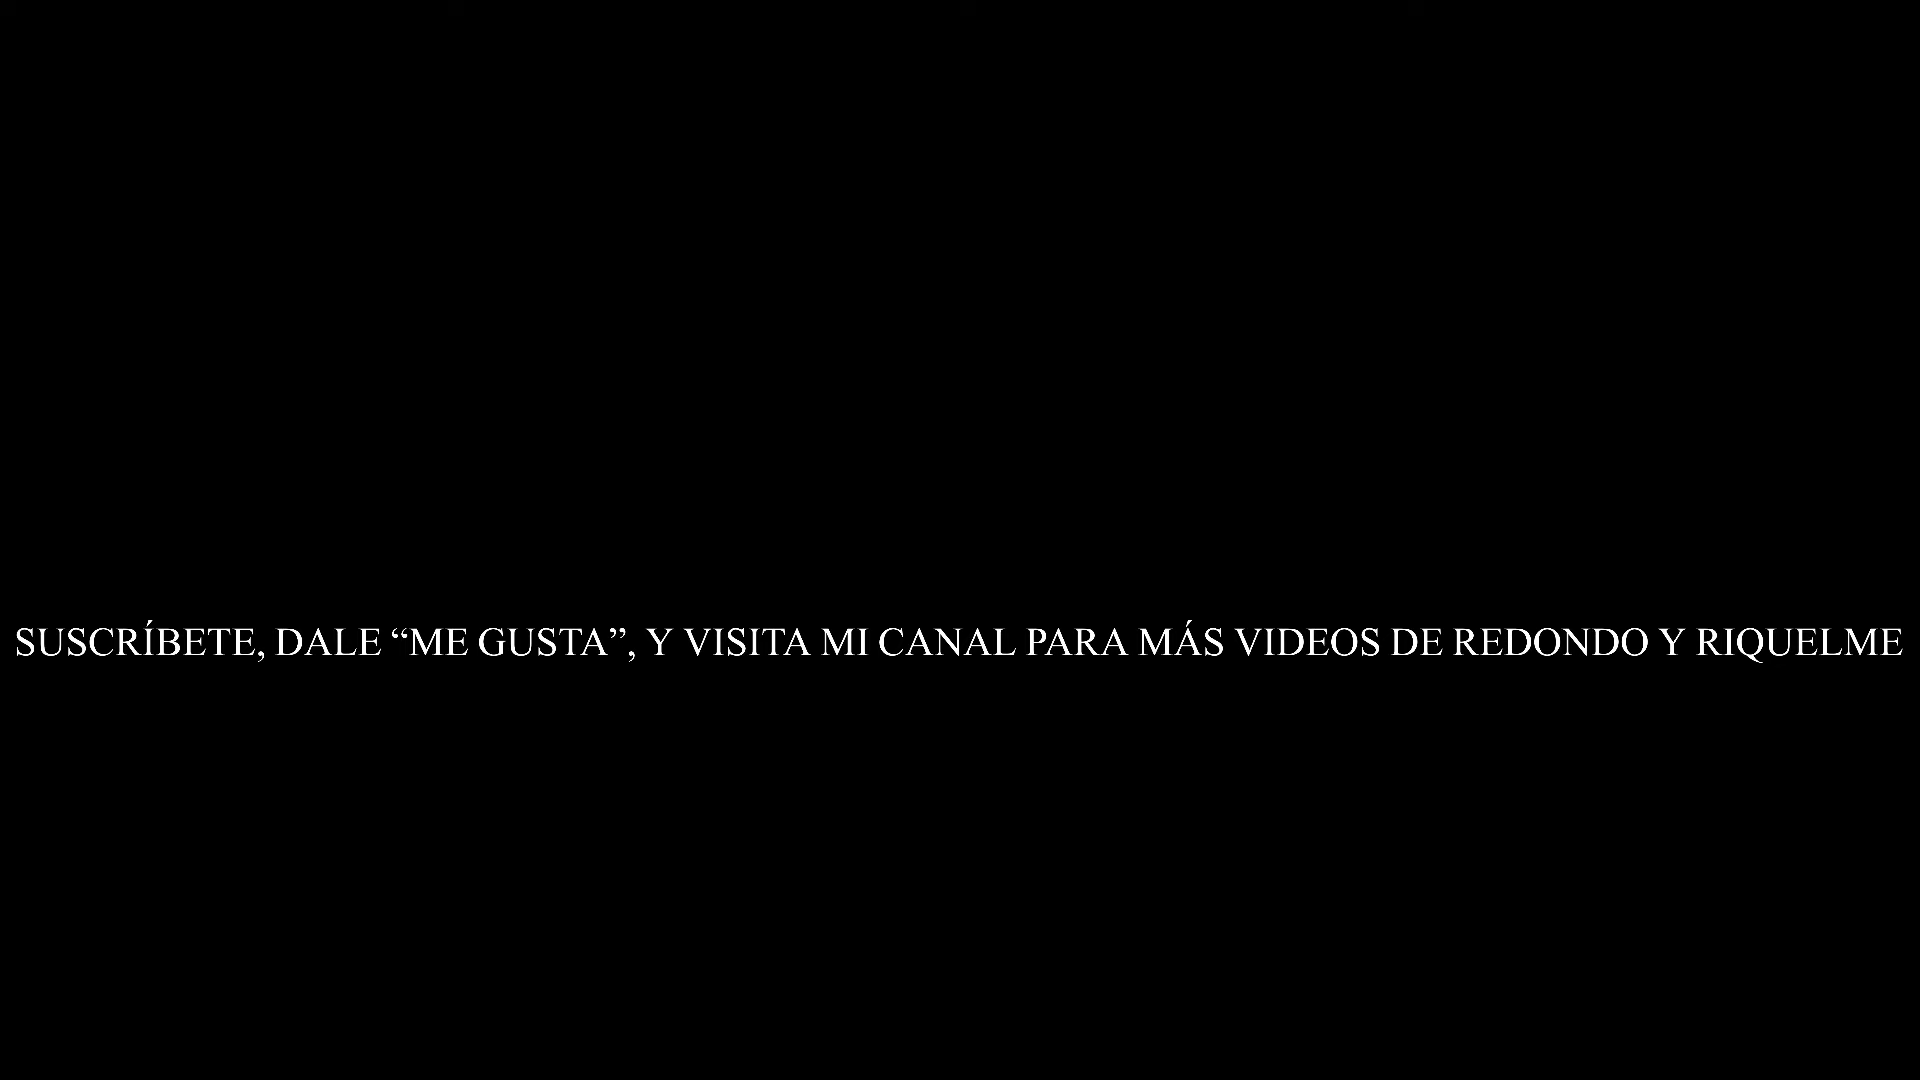 SUSCRÍBETE, DALE “ME GUSTA”, Y VISITA MI CANAL PARA MÁS VIDEOS DE REDONDO Y RIQUELME